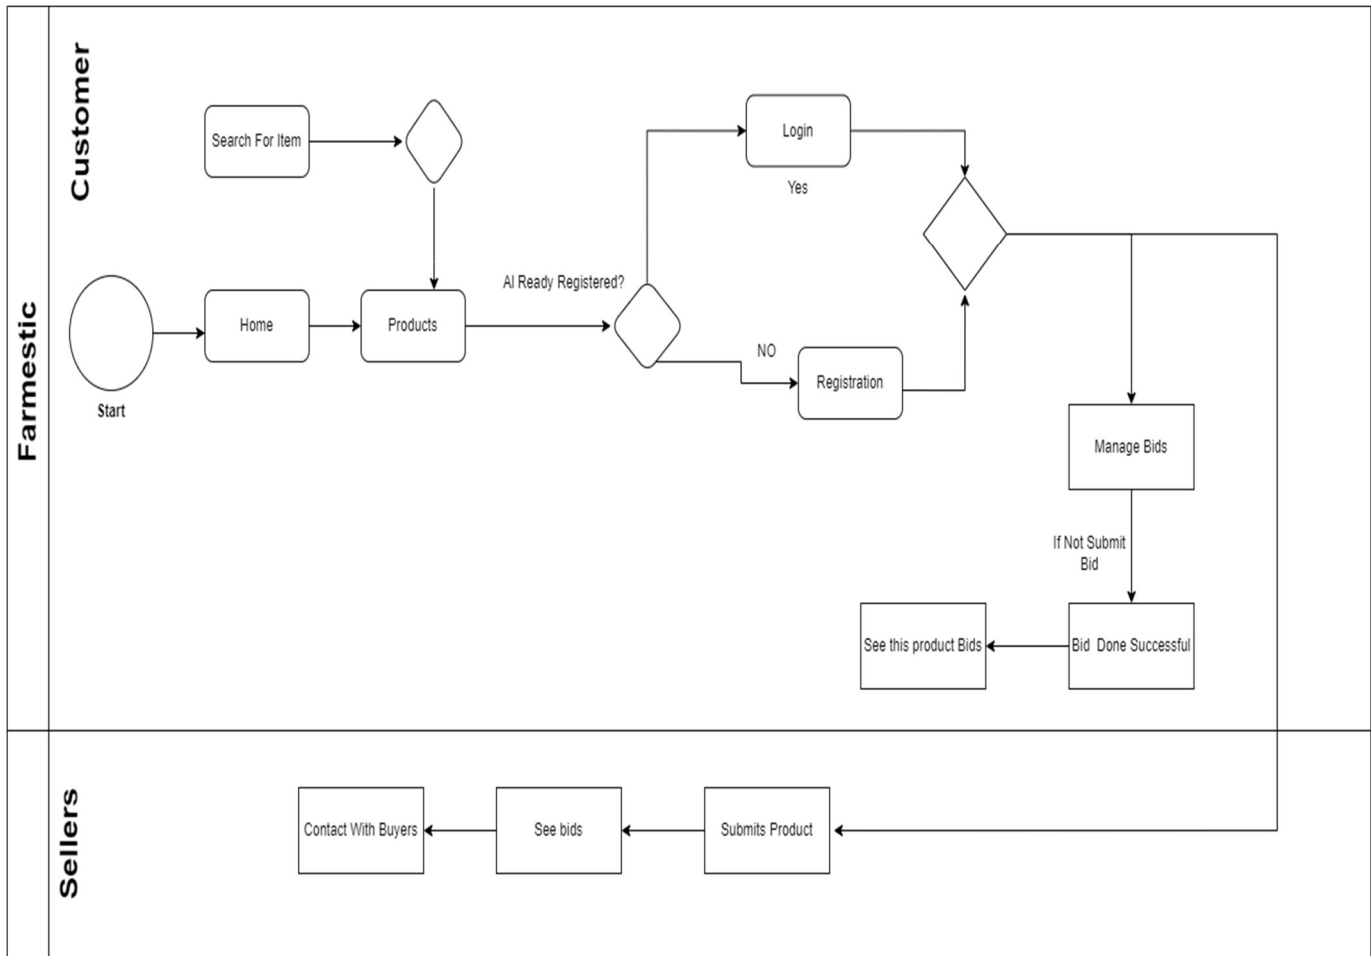 Farmestic
Customer
Search For Item
Login
Yes
AI Ready Registered?
Start
Home
Products
NO
Registration
Manage Bids
If Not Submit
Bid
See this product Bids
Bid  Done Successful
Sellers
Contact With Buyers
See bids
Submits Product